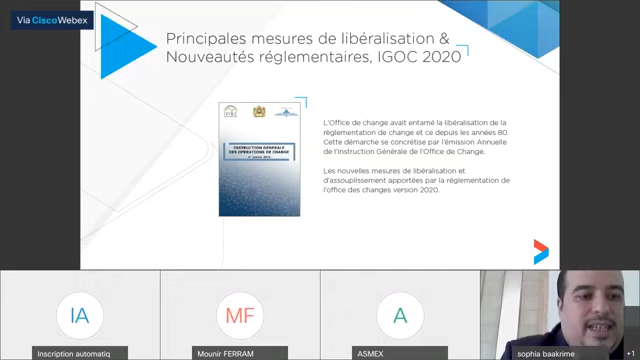 Via CiscoWebex
Principales mesures de libéralisation &
Nouveautés réglementaires, IGOC 2020
INSTRUCTION GENERALE
DES OPERATIONS DE CHANGE
L'Office de change avait entamé la libéralisation de la
règlementation de change et ce depuis les années 80.
Cette démarche se concrétise par l'émission Annuelle
de l'Instruction Générale de l'Office de Change.
Les nouvelles mesures de libéralisation et
d'assouplissement apportées par la réglementation de
l'office des changes version 2020.
IA
MF
A
Inscription automatiq
Mounir FERRAM
ASMEX
sophia baakrime
+1